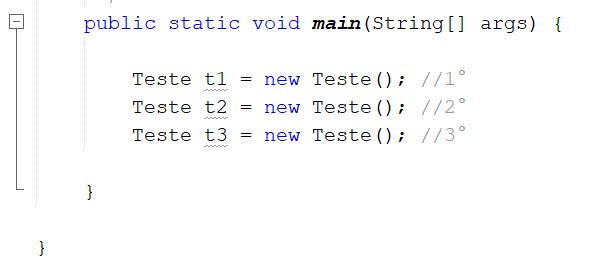 public static void main(String[] args) {
Teste t1 = new Teste(); //1°
Teste t2 = new Teste(); //2°
Teste t3 = new Teste(); //3°
}
}